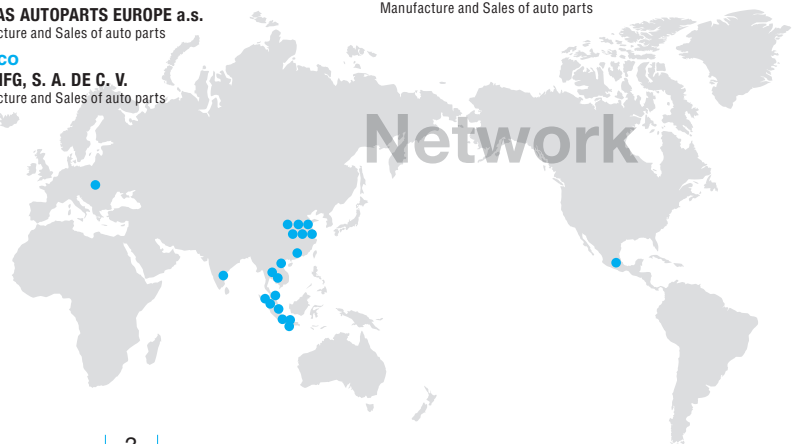 AS AUTOPARTS EUROPE a.s.
cture and Sales of auto parts
co
MFG, S. A. DE C. V.
cture and Sales of auto parts
Manufacture and Sales of auto parts
Network